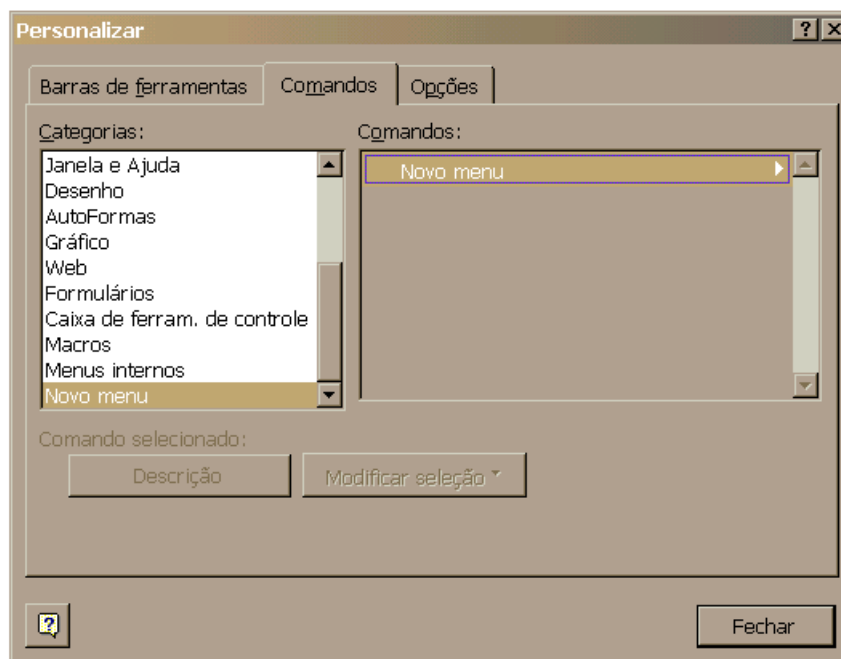 Personalizar
Barras de ferramentas
Comandos
Opções
Categorias:
Janela e Ajuda
Desenho
AutoFormas
Gráfico
Web
Formulários
Caixa de ferram. de controle
Macros
Menus internos
Novo menu
Comandos:
Novo menu
Comando selecionado:
Descrição
Modificar seleção
Fechar